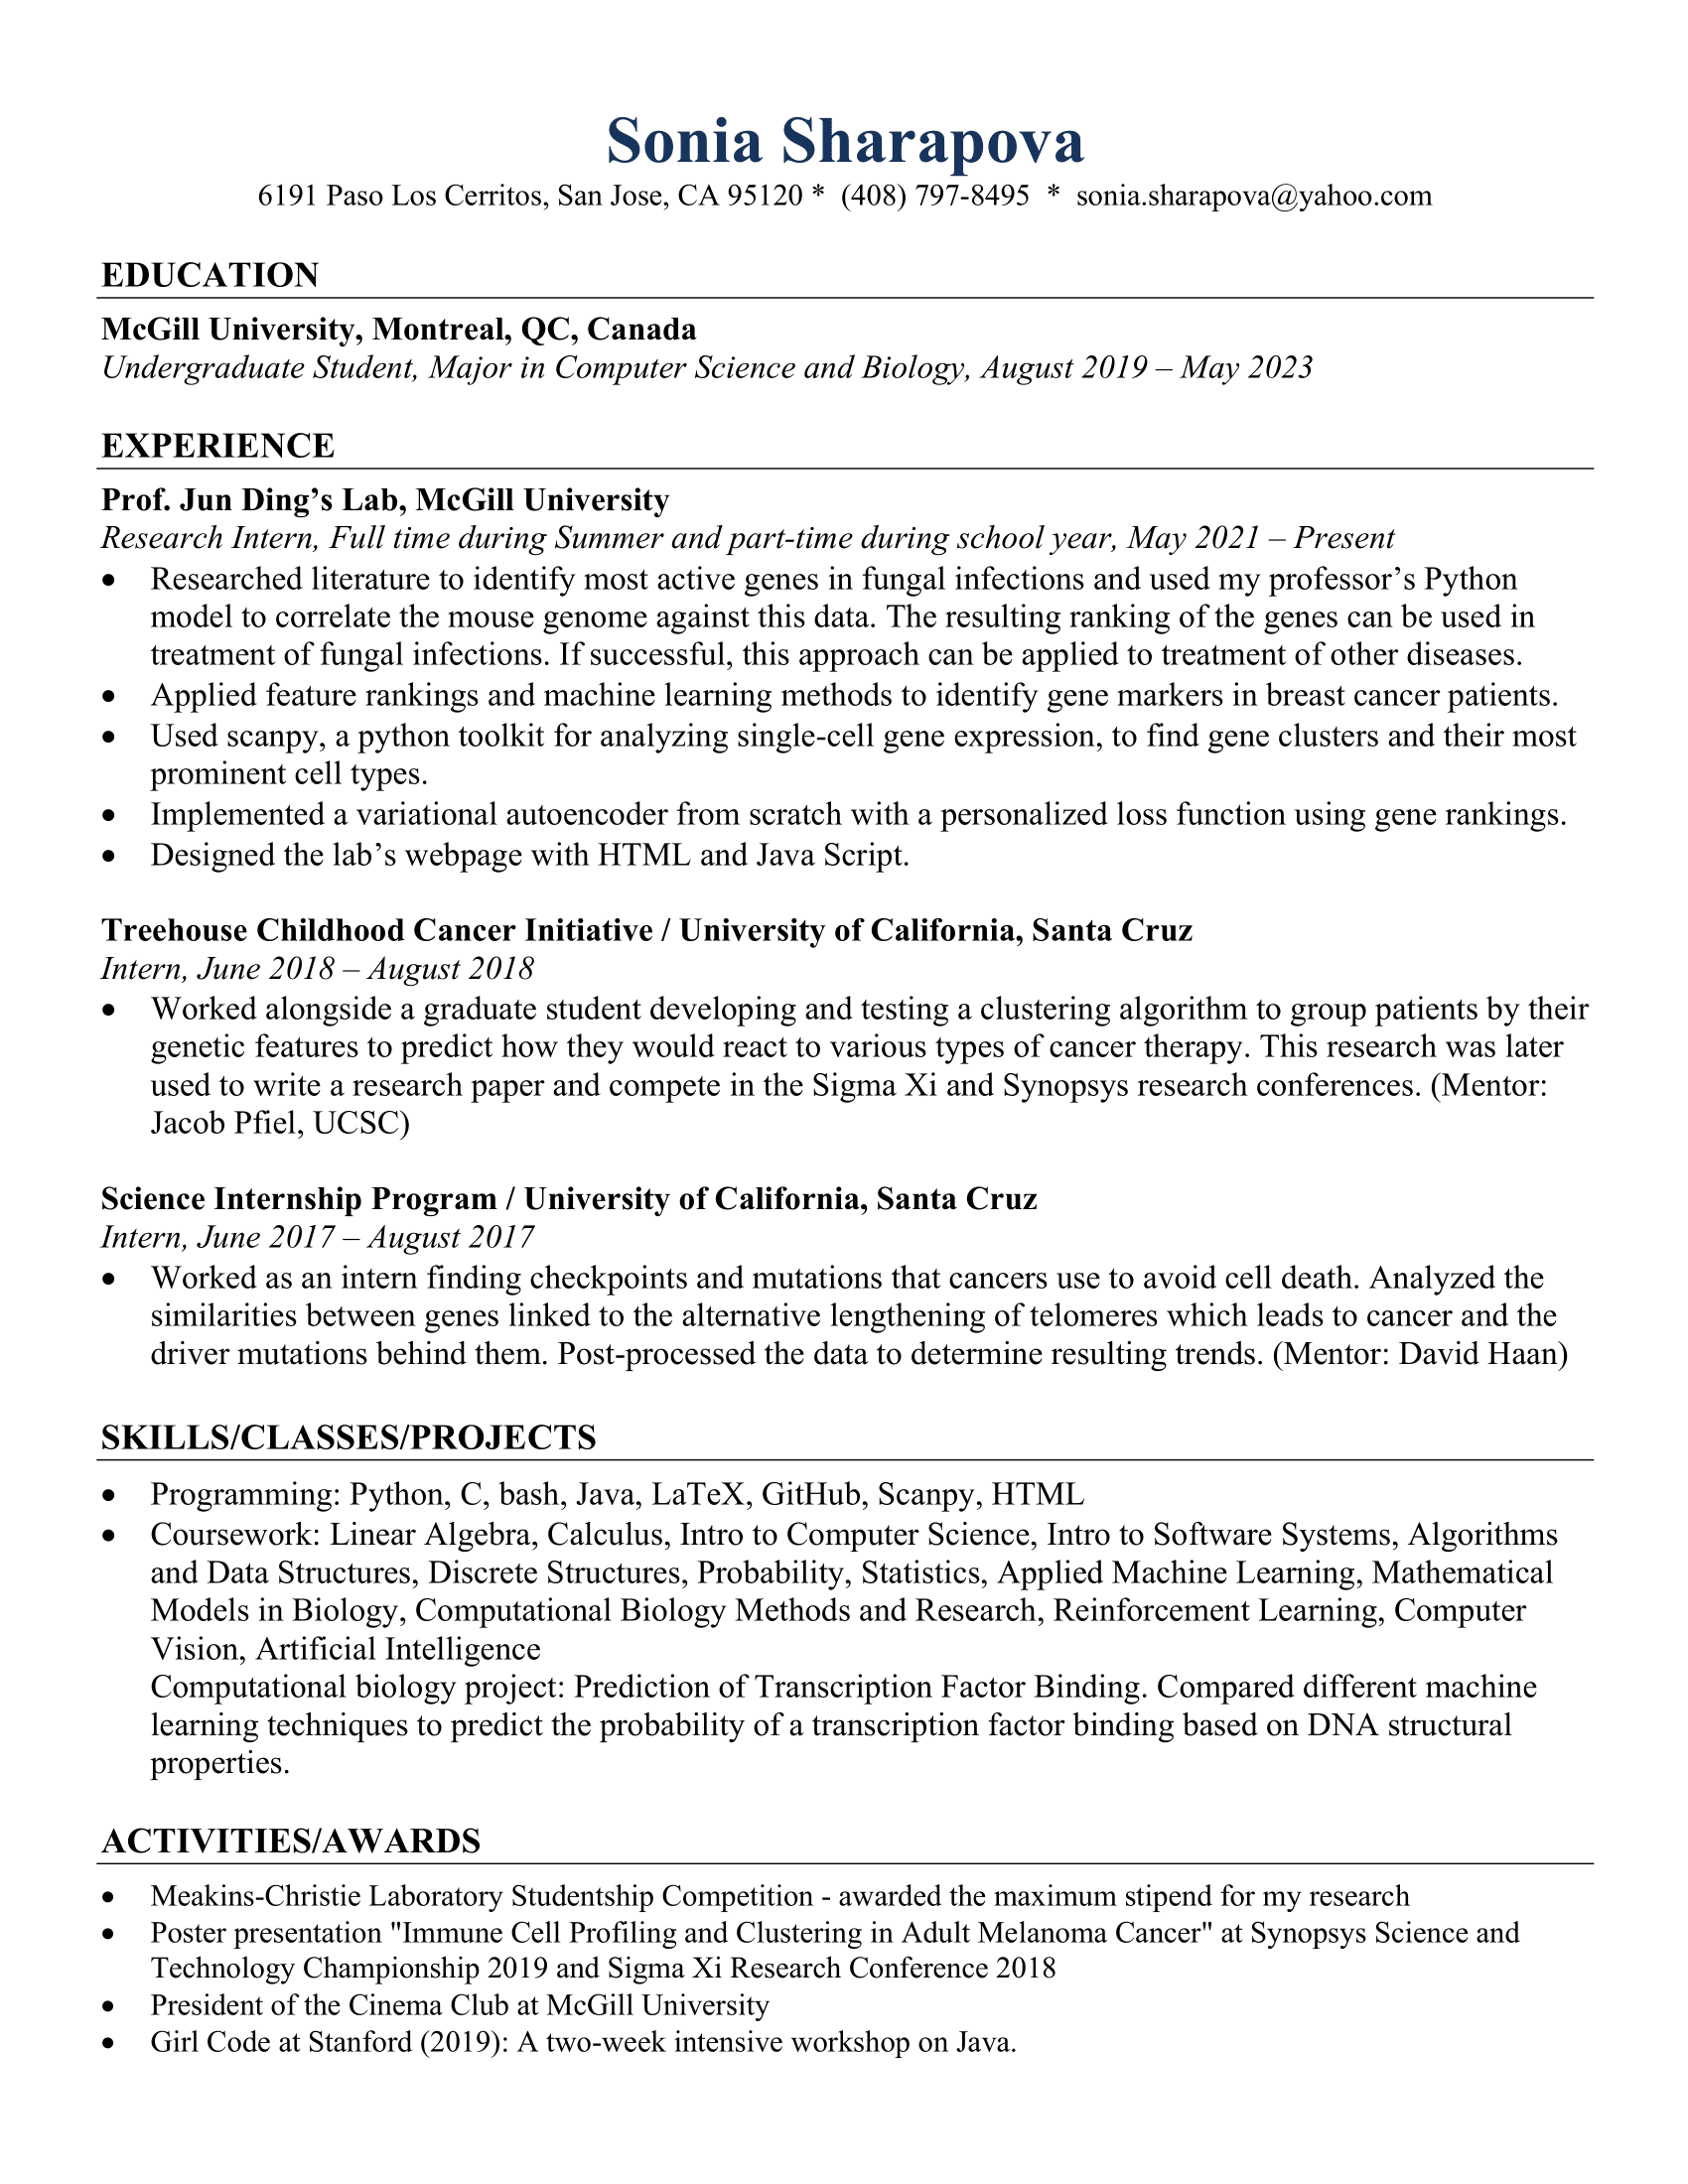 Sonia Sharapova
6191 Paso Los Cerritos, San Jose, CA 95120 * (408) 797-8495 * sonia.sharapova@yahoo.com
EDUCATION
McGill University, Montreal, QC, Canada
Undergraduate Student, Major in Computer Science and Biology, August 2019 – May 2023
EXPERIENCE
Prof. Jun Ding’s Lab, McGill University
Research Intern, Full time during Summer and part-time during school year, May 2021 – Present
• Researched literature to identify most active genes in fungal infections and used my professor’s Python
model to correlate the mouse genome against this data. The resulting ranking of the genes can be used in
treatment of fungal infections. If successful, this approach can be applied to treatment of other diseases.
• Applied feature rankings and machine learning methods to identify gene markers in breast cancer patients.
• Used scanpy, a python toolkit for analyzing single-cell gene expression, to find gene clusters and their most
prominent cell types.
• Implemented a variational autoencoder from scratch with a personalized loss function using gene rankings.
• Designed the lab’s webpage with HTML and Java Script.
Treehouse Childhood Cancer Initiative / University of California, Santa Cruz
Intern, June 2018 – August 2018
• Worked alongside a graduate student developing and testing a clustering algorithm to group patients by their
genetic features to predict how they would react to various types of cancer therapy. This research was later
used to write a research paper and compete in the Sigma Xi and Synopsys research conferences. (Mentor:
Jacob Pfiel, UCSC)
Science Internship Program / University of California, Santa Cruz
Intern, June 2017 – August 2017
• Worked as an intern finding checkpoints and mutations that cancers use to avoid cell death. Analyzed the
similarities between genes linked to the alternative lengthening of telomeres which leads to cancer and the
driver mutations behind them. Post-processed the data to determine resulting trends. (Mentor: David Haan)
SKILLS/CLASSES/PROJECTS
• Programming: Python, C, bash, Java, LaTeX, GitHub, Scanpy, HTML
• Coursework: Linear Algebra, Calculus, Intro to Computer Science, Intro to Software Systems, Algorithms
and Data Structures, Discrete Structures, Probability, Statistics, Applied Machine Learning, Mathematical
Models in Biology, Computational Biology Methods and Research, Reinforcement Learning, Computer
Vision, Artificial Intelligence
Computational biology project: Prediction of Transcription Factor Binding. Compared different machine
learning techniques to predict the probability of a transcription factor binding based on DNA structural
properties.
ACTIVITIES/AWARDS
• Meakins-Christie Laboratory Studentship Competition - awarded the maximum stipend for my research
• Poster presentation "Immune Cell Profiling and Clustering in Adult Melanoma Cancer" at Synopsys Science and
Technology Championship 2019 and Sigma Xi Research Conference 2018
• President of the Cinema Club at McGill University
• Girl Code at Stanford (2019): A two-week intensive workshop on Java.